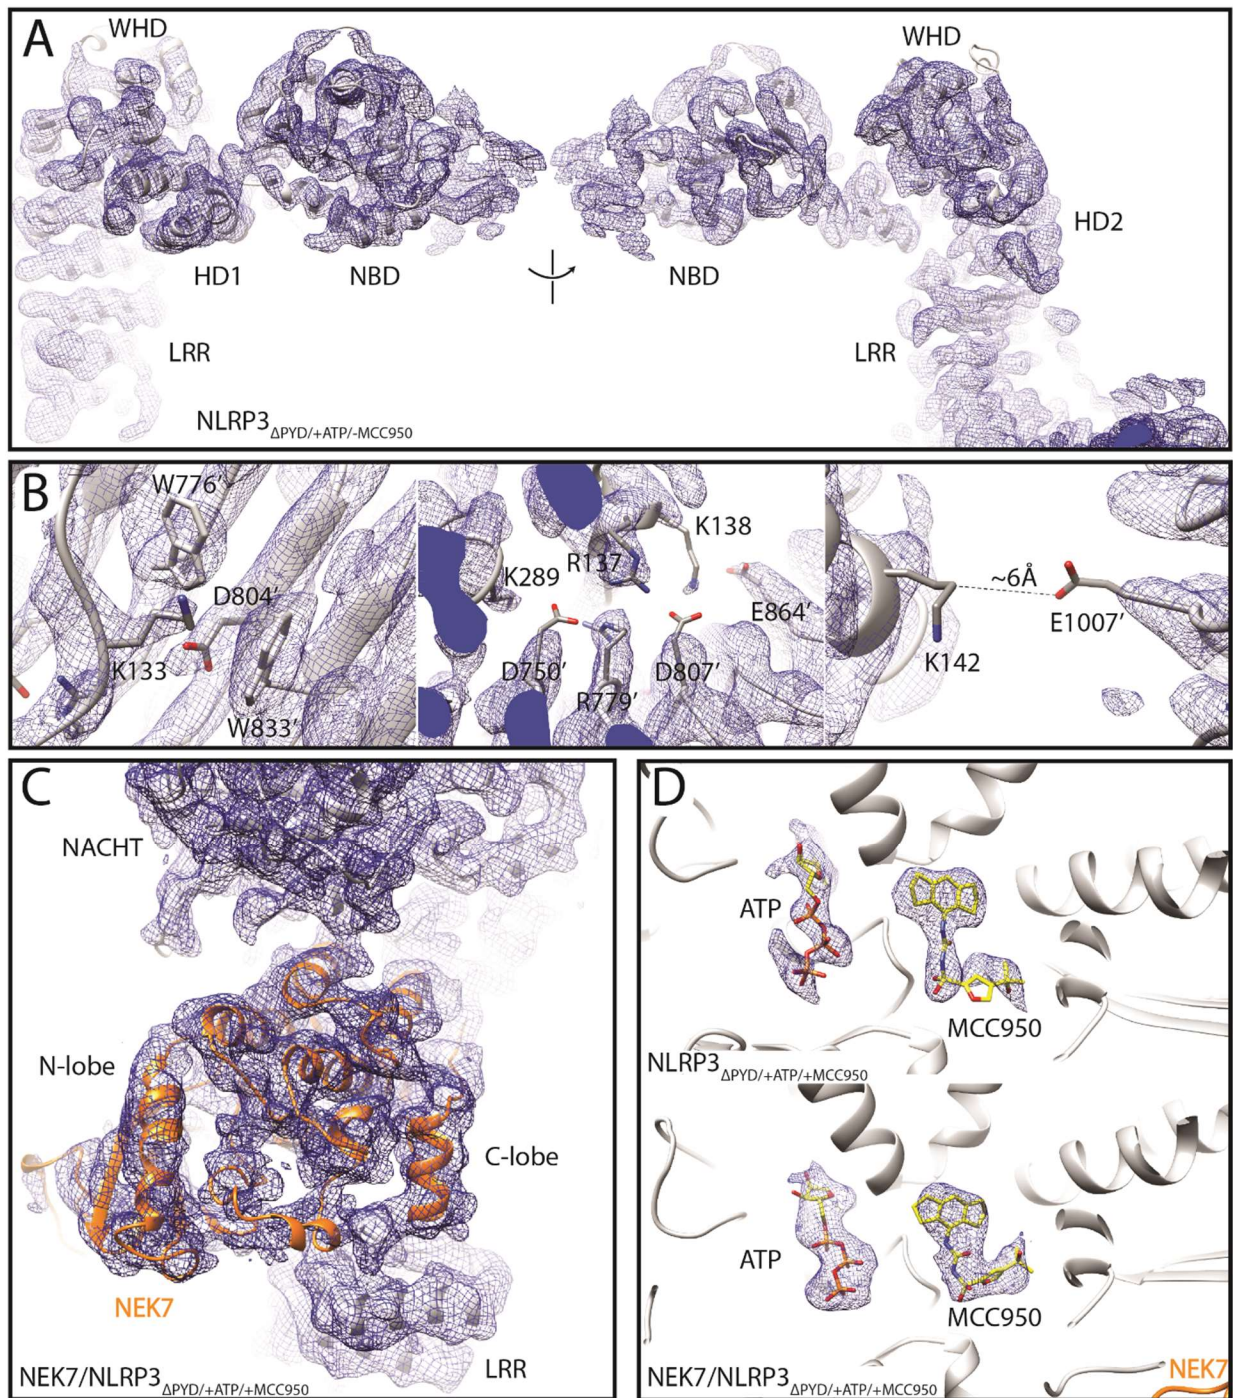 A
WHD
WHD
HD2
HD1
NBD
NBD
LRR
LRR
NLRP3ΔPYD/+ATP/-MCC950
B
W776’
K138
R137
K289
~6Å
D804’
E864’
E1007’
K133
K142
D750’
D807’
R779’
W833’
C
NACHT
N-lobe
C-lobe
NEK7
LRR
NEK7/NLRP3ΔPYD/+ATP/+MCC950
D
ATP
MCC950
NLRP3ΔPYD/+ATP/+MCC950
ATP
MCC950
NEK7
NEK7/NLRP3ΔPYD/+ATP/+MCC950